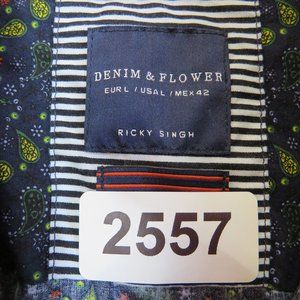 DENIM & FLOWER
EUR L / USA L / MEX 42
RICKY SINGH
2557